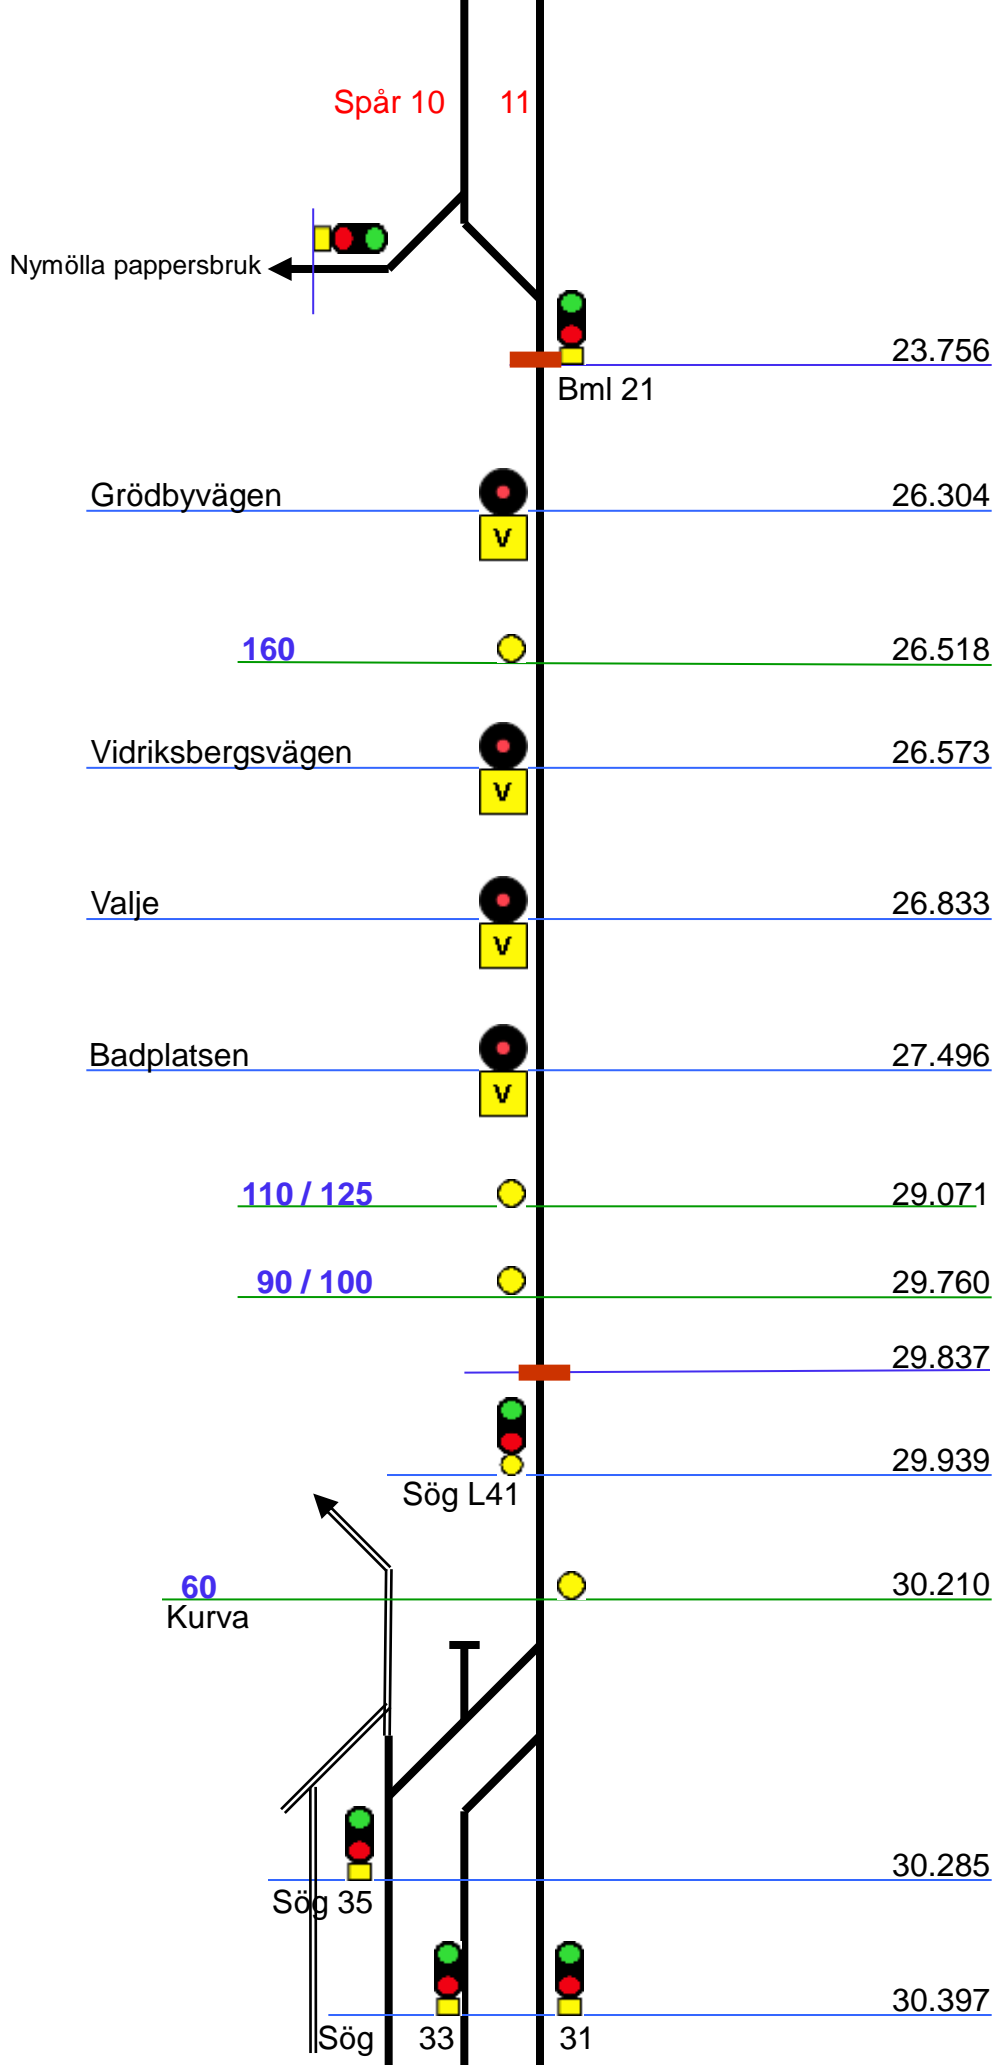 Spår 10 11
Nymölla pappersbruk
23.756
Bml 21
Grödbyvägen 26.304
V
160 26.518
Vidriksbergsvägen 26.573
V
Valje 26.833
V
Badplatsen 27.496
V
110 / 125 29.071
90 / 100 29.760
29.837
29.939
Sög L41
60 30.210
Kurva
30.285
Sög 35
30.397
Sög 33 31